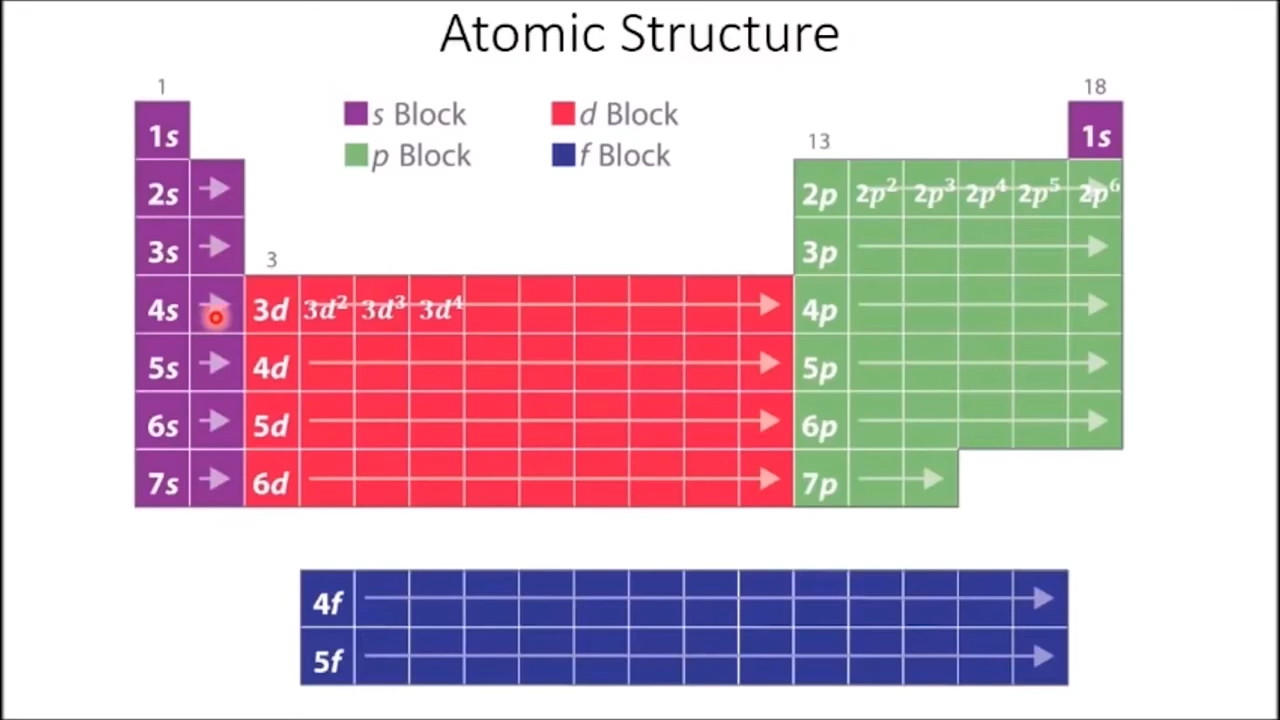 Atomic Structure
1 18
s Block d Block
13 1s
1s
p Block f Block
2s 2p 2p² 2p³ 2p⁴ 2p⁵ 2p⁶
3s 3 3p
4s 3d 3d² 3d³ 3d⁴ 4p
5s 4d 5p
6s 5d 6p
7s 6d 7p
4f
5f